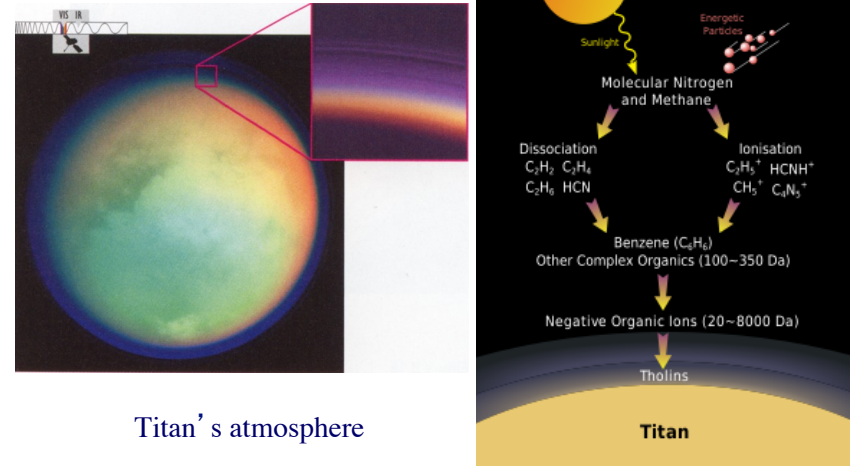 VIS IR
Titan’s atmosphere
Energetic
Particles
Sunlight
Molecular Nitrogen
and Methane
Dissociation
C₂H₂ C₂H₄
C₂H₆ HCN
Ionisation
C₂H₅⁺ HCNH⁺
CH₅⁺ C₄N₅⁺
Benzene (C₆H₆)
Other Complex Organics (100~350 Da)
Negative Organic Ions (20~8000 Da)
Tholins
Titan